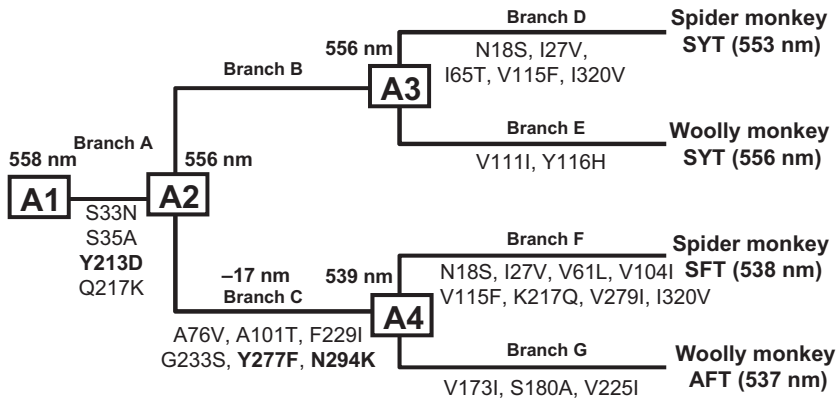 Branch D
Spider monkey
SYT (553 nm)
N18S, I27V,
I65T, V115F, I320V
556 nm
A3
Branch B
Branch E
Woolly monkey
SYT (556 nm)
V111I, Y116H
Branch A
558 nm
556 nm
A1
A2
S33N
S35A
Y213D
Q217K
Branch F
Spider monkey
SFT (538 nm)
N18S, I27V, V61L, V104I
V115F, K217Q, V279I, I320V
–17 nm
Branch C
539 nm
A4
A76V, A101T, F229I
G233S, Y277F, N294K
Branch G
Woolly monkey
AFT (537 nm)
V173I, S180A, V225I